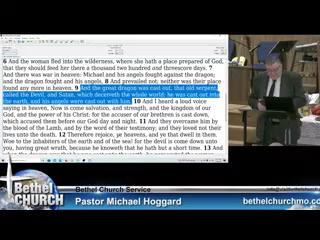 6 And the woman fled into the wilderness, where she hath a place prepared of God,
that they should feed her there a thousand two hundred and threescore days. 7
And there was war in heaven: Michael and his angels fought against the dragon;
and the dragon fought and his angels, 8 And prevailed not; neither was their place
found any more in heaven. 9 And the great dragon was cast out, that old serpent,
called the Devil, and Satan, which deceiveth the whole world: he was cast out into
the earth, and his angels were cast out with him. 10 And I heard a loud voice
saying in heaven, Now is come salvation, and strength, and the kingdom of our
God, and the power of his Christ: for the accuser of our brethren is cast down,
which accused them before our God day and night. 11 And they overcame him by
the blood of the Lamb, and by the word of their testimony; and they loved not their
lives unto the death. 12 Therefore rejoice, ye heavens, and ye that dwell in them.
Woe to the inhabiters of the earth and of the sea! for the devil is come down unto
you, having great wrath, because he knoweth that he hath but a short time. 13 And
Bethel
CHURCH
Bethel Church Service
Pastor Michael Hoggard
bethelchurchmo.co